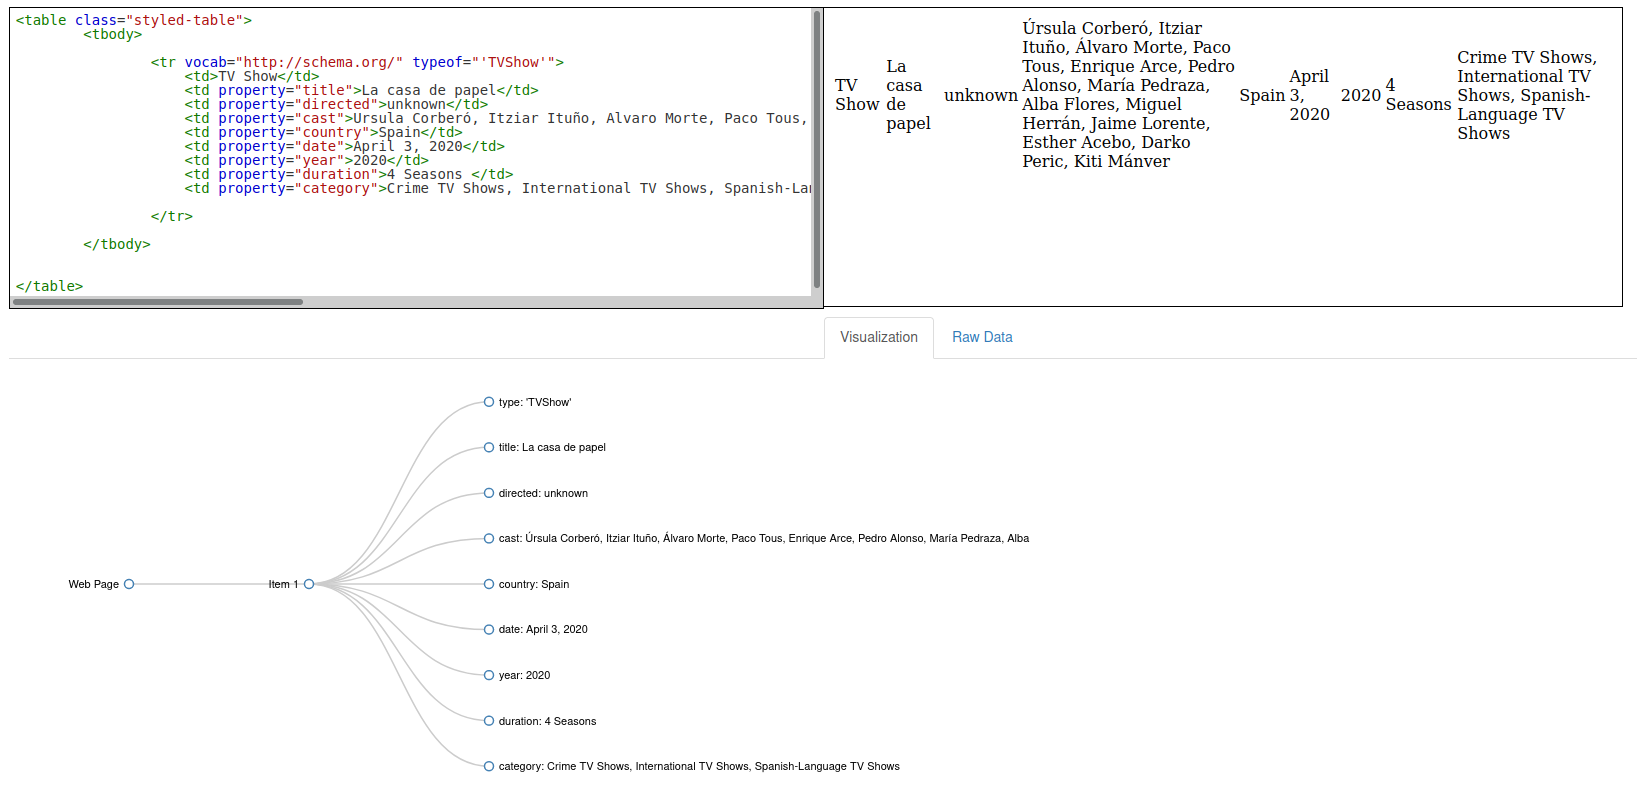 <table class="styled-table">
<tbody>
<tr vocab="http://schema.org/" typeof="'TVShow'">
<td>TV Show</td>
<td property="title">La casa de papel</td>
<td property="directed">unknown</td>
<td property="cast">Úrsula Corberó, Itziar Ituño, Álvaro Morte, Paco Tous,
<td property="country">Spain</td>
<td property="date">April 3, 2020</td>
<td property="year">2020</td>
<td property="duration">4 Seasons </td>
<td property="category">Crime TV Shows, International TV Shows, Spanish-La
</tr>
</tbody>
</table>
TV
Show
La
casa
de
papel
unknown
Úrsula Corberó, Itziar
Ituño, Álvaro Morte, Paco
Tous, Enrique Arce, Pedro
Alonso, María Pedraza,
Alba Flores, Miguel
Herrán, Jaime Lorente,
Esther Acebo, Darko
Peric, Kiti Mánver
Spain
April
3,
2020
2020
4
Seasons
Crime TV Shows,
International TV
Shows, Spanish-
Language TV
Shows
Visualization
Raw Data
type: 'TVShow'
title: La casa de papel
directed: unknown
cast: Úrsula Corberó, Itziar Ituño, Álvaro Morte, Paco Tous, Enrique Arce, Pedro Alonso, María Pedraza, Alba
Web Page
Item 1
country: Spain
date: April 3, 2020
year: 2020
duration: 4 Seasons
category: Crime TV Shows, International TV Shows, Spanish-Language TV Shows